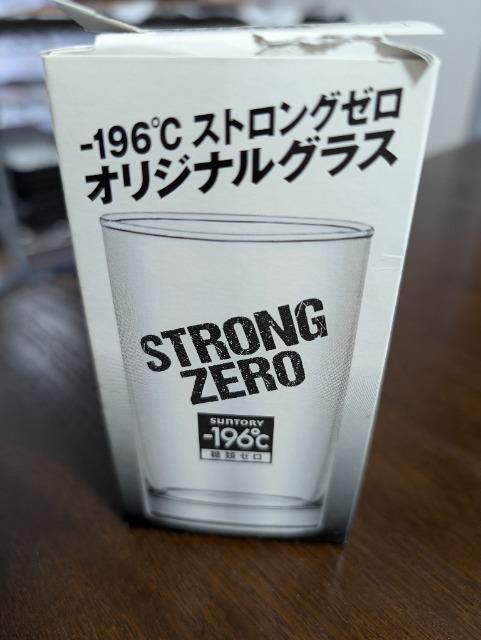 -196℃ ストロングゼロ
オリジナルグラス
STRONG
ZERO
SUNTORY
-196℃
糖類ゼロ